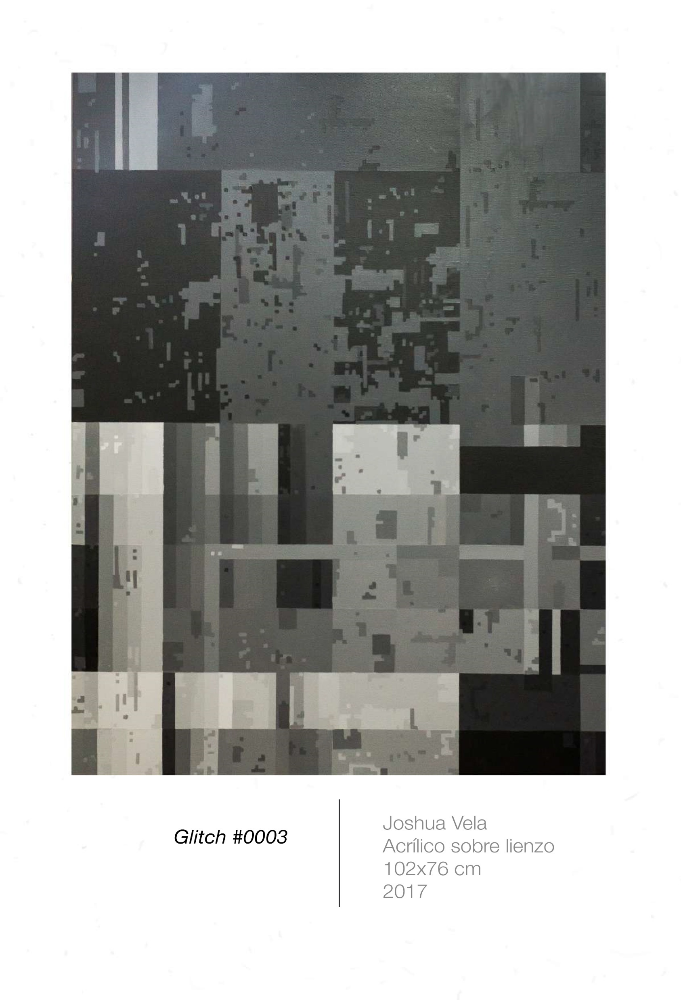 Glitch #0003
Joshua Vela
Acrílico sobre lienzo
102x76 cm
2017